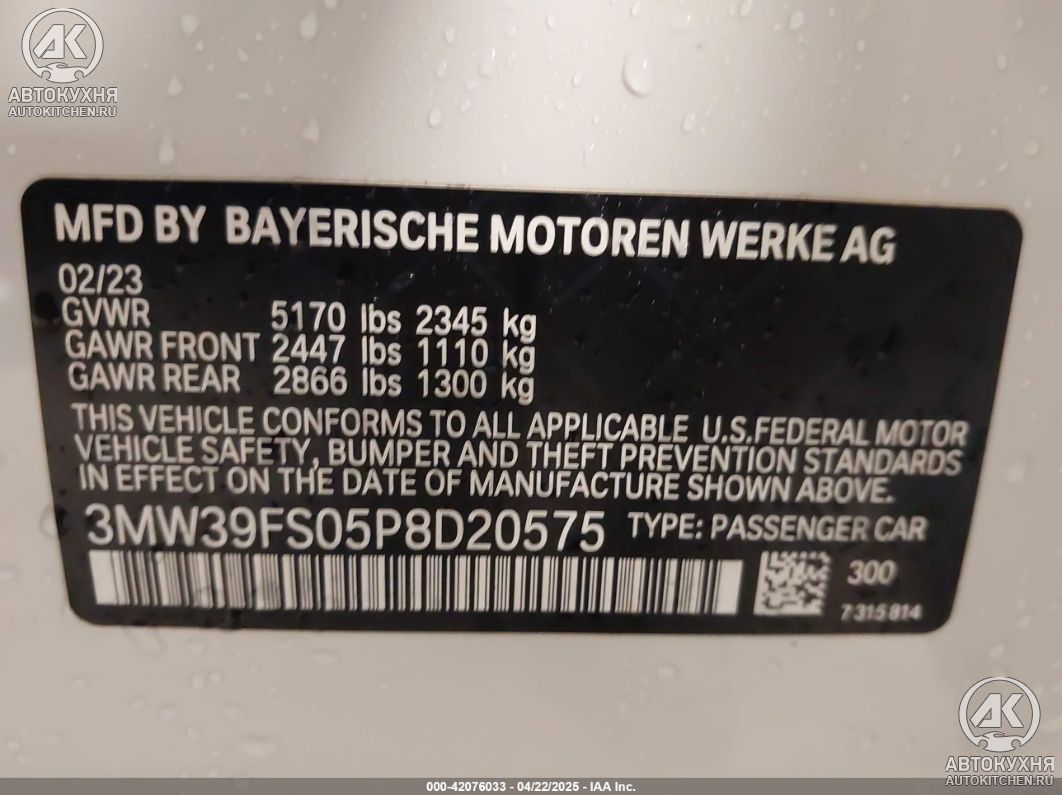 AK
АВТОКУХНЯ
AUTOKITCHEN.RU
MFD BY BAYERISCHE MOTOREN WERKE AG
02/23
GVWR 5170 lbs 2345 kg
GAWR FRONT 2447 lbs 1110 kg
GAWR REAR 2866 lbs 1300 kg
THIS VEHICLE CONFORMS TO ALL APPLICABLE U.S.FEDERAL MOTOR
VEHICLE SAFETY, BUMPER AND THEFT PREVENTION STANDARDS
IN EFFECT ON THE DATE OF MANUFACTURE SHOWN ABOVE.
3MW39FS05P8D20575 TYPE: PASSENGER CAR
300
7315814
AK
АВТОКУХНЯ
AUTOKITCHEN.RU
000-42076033 - 04/22/2025 - IAA Inc.